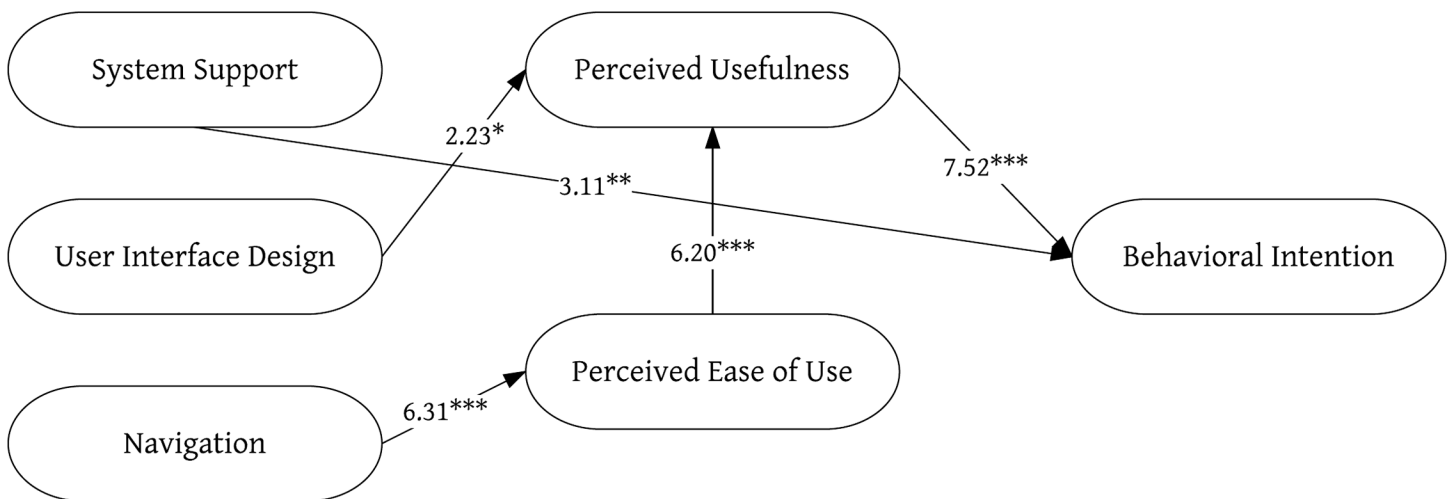 System Support
Perceived Usefulness
2.23*
7.52***
3.11**
User Interface Design
6.20***
Behavioral Intention
Perceived Ease of Use
6.31***
Navigation